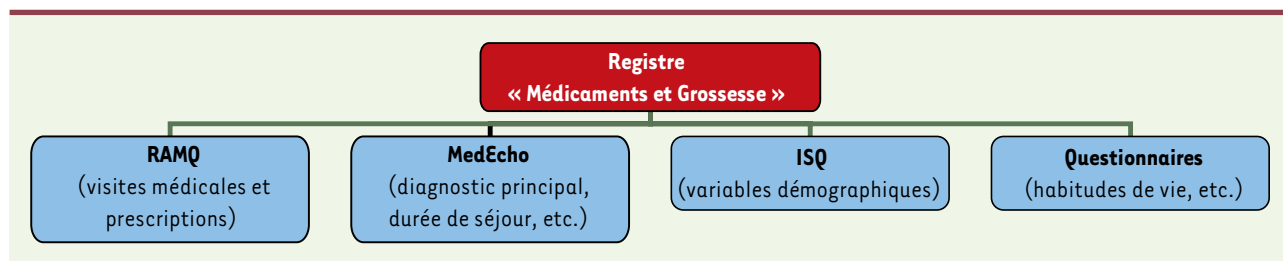 Registre
« Médicaments et Grossesse »
RAMQ
(visites médicales et
prescriptions)
MedEcho
(diagnostic principal,
durée de séjour, etc.)
ISQ
(variables démographiques)
Questionnaires
(habitudes de vie, etc.)